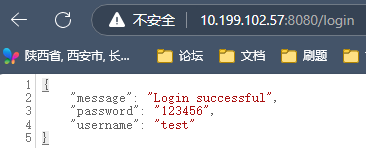 不安全 10.199.102.57:8080/login
陕西省, 西安市, 长... 论坛 文档 刷题
1 {
2 "message": "Login successful",
3 "password": "123456",
4 "username": "test"
5 }